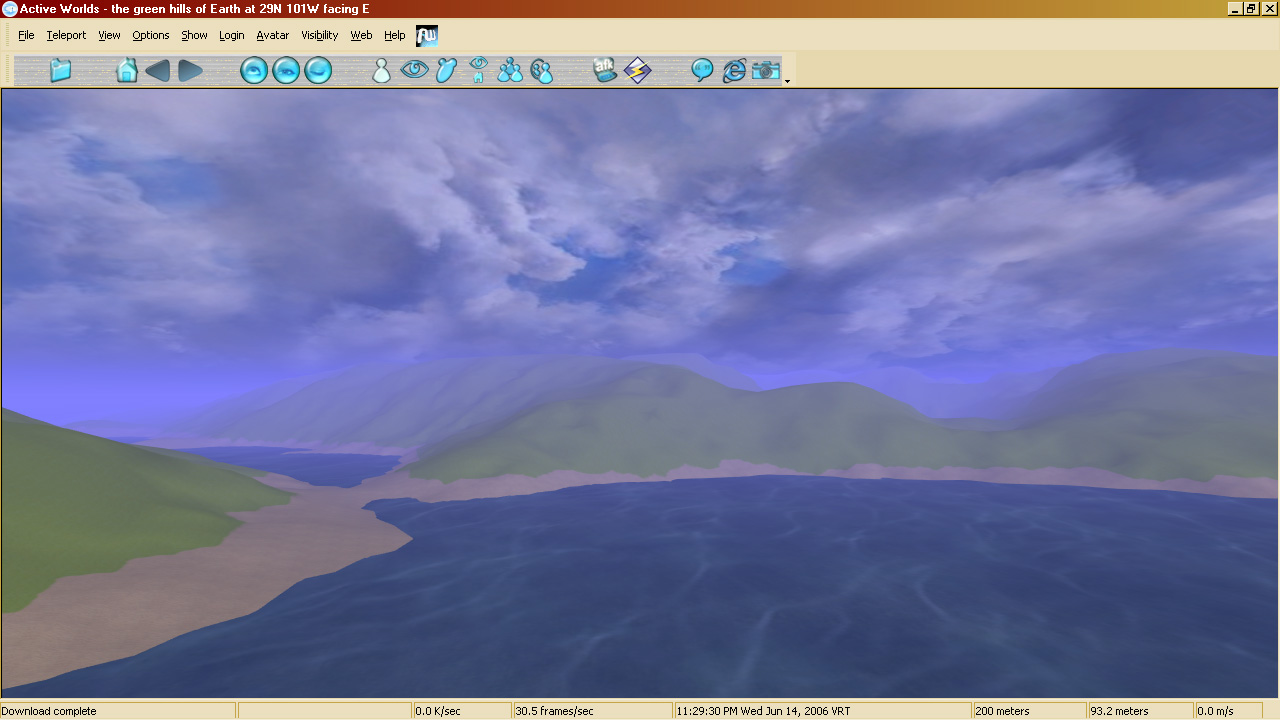 Active Worlds - the green hills of Earth at 29N 101W facing E
File Teleport View Options Show Login Avatar Visibility Web Help AW
afk
Download complete 0.0 K/sec 30.5 frames/sec 11:29:30 PM Wed Jun 14, 2006 VRT 200 meters 93.2 meters 0.0 m/s